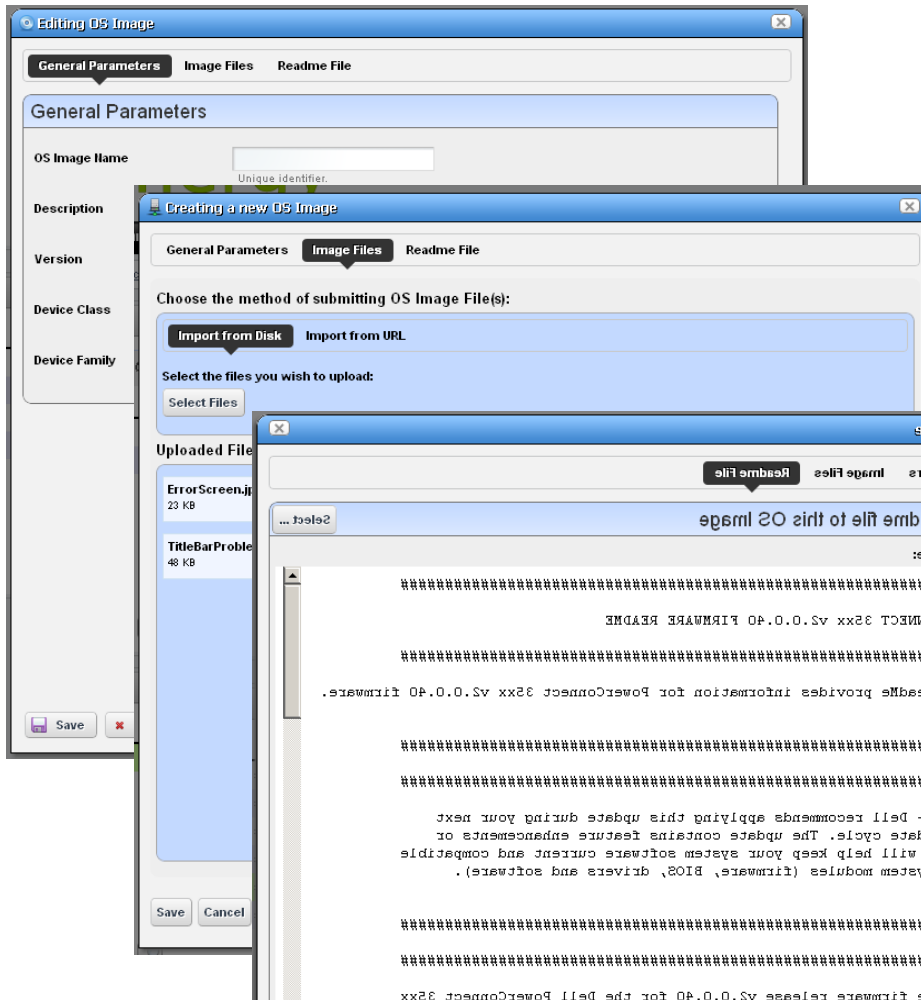 Editing OS Image
General Parameters Image Files Readme File
General Parameters
OS Image Name
Unique identifier.
Description
Version
Device Class
Device Family
Save
Creating a new OS Image
General Parameters Image Files Readme File
Choose the method of submitting OS Image File(s):
Import from Disk Import from URL
Select the files you wish to upload:
Select Files
Uploaded File
ErrorScreen.jp
23 KB
TitleBarProble
48 KB
Save Cancel
e
rs Image Files Readme File
dme file to this OS Image Select ...
e:
########################################################################
NNECT 35xx v2.0.0.40 FIRMWARE README
########################################################################
eadMe provides information for PowerConnect 35xx v2.0.0.40 firmware.
########################################################################
########################################################################
- Dell recommends applying this update during your next
date cycle. The update contains feature enhancements or
will help keep your system software current and compatible
ystem modules (firmware, BIOS, drivers and software).
########################################################################
########################################################################
e firmware release v2.0.0.40 for the Dell PowerConnect 35xx